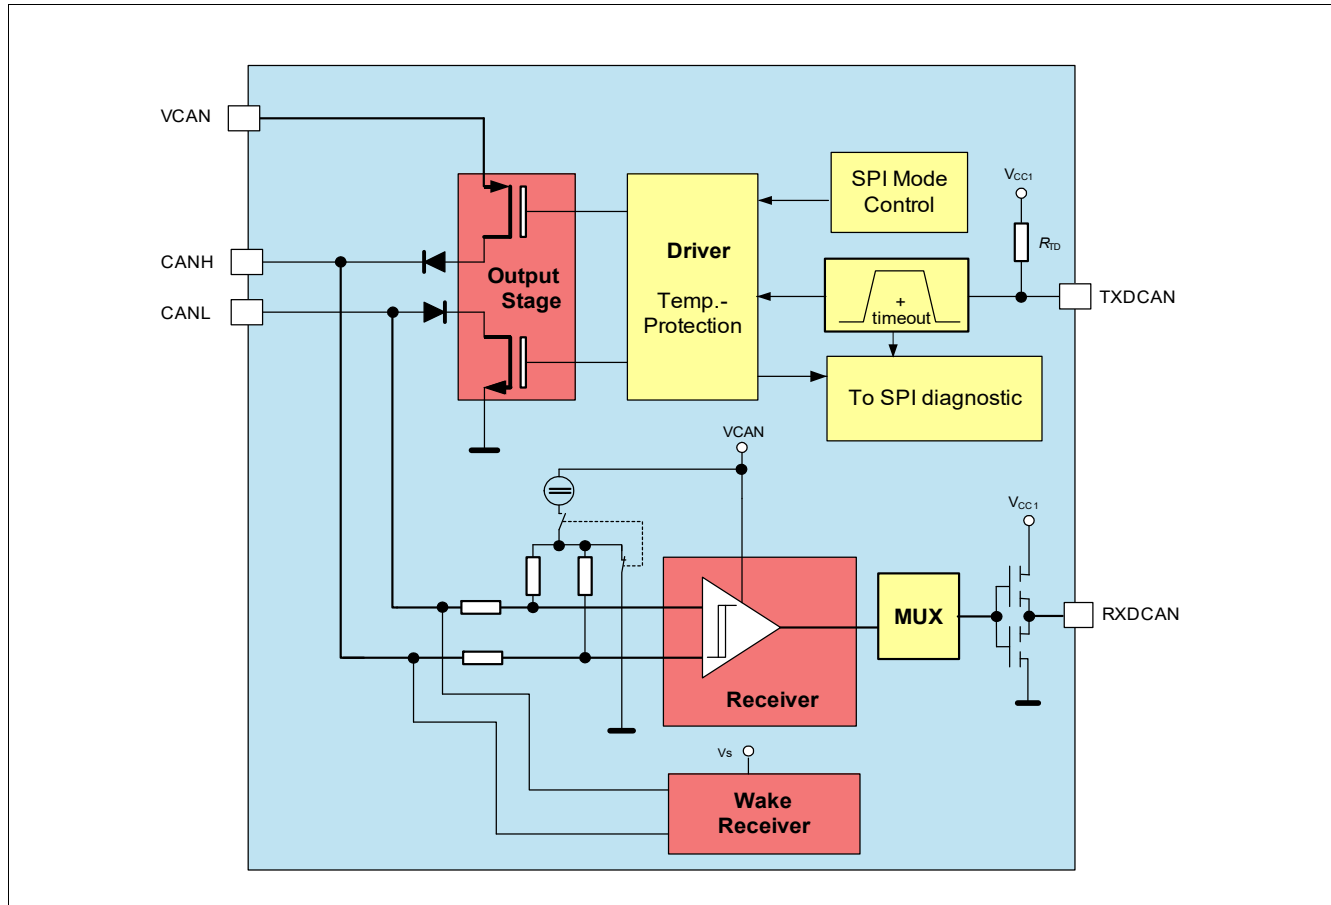 VCAN
CANH
CANL
Output
Stage
Driver
Temp.-
Protection
SPI Mode
Control
VCC1
RTD
+
timeout
TXDCAN
To SPI diagnostic
VCAN
VCC1
MUX
RXDCAN
Receiver
Vs
Wake
Receiver